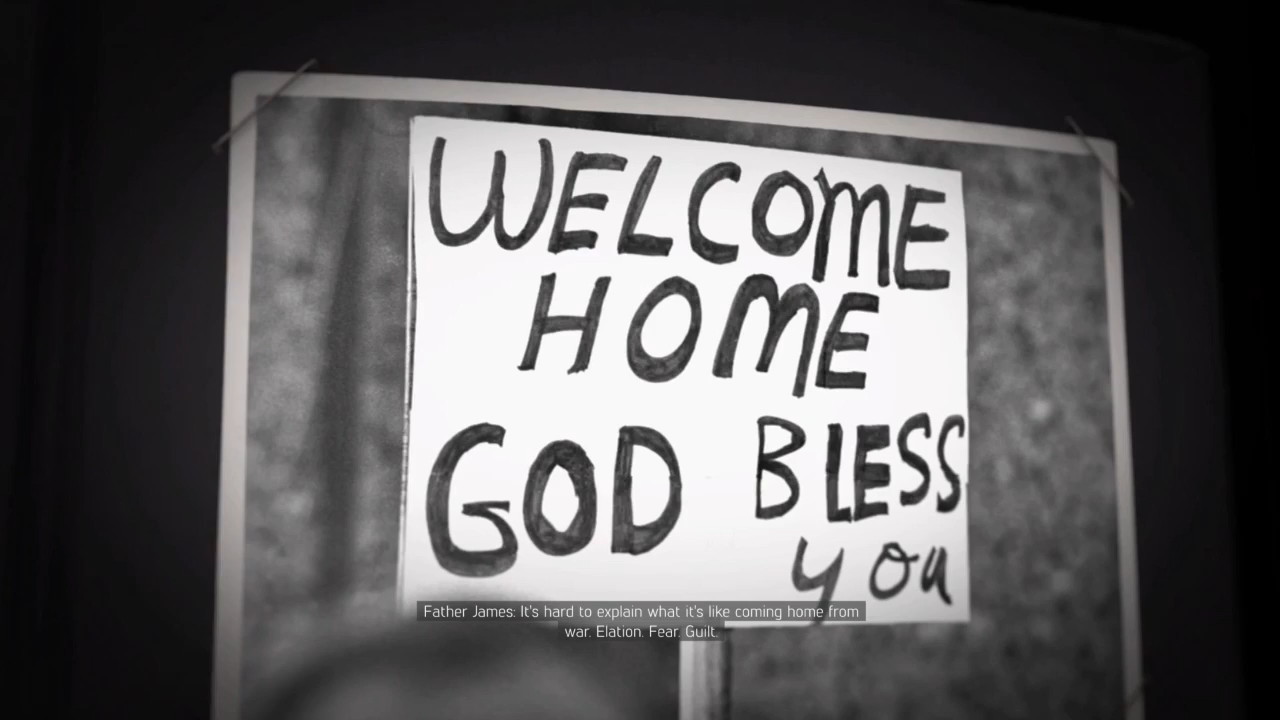 WELCOME
HOME
GOD BLESS
you
Father James: It's hard to explain what it's like coming home from
war. Elation. Fear. Guilt.